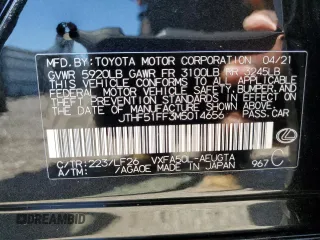 MFD.BY:TOYOTA MOTOR CORPORATION 04/21
GVWR 5920LB GAWR FR 3100LB RR 3245LB
THIS VEHICLE CONFORMS TO ALL APPLICABLE
FEDERAL MOTOR VEHICLE SAFETY, BUMPER, AND
THEFT PREVENTION STANDARDS IN EFFECT ON
THE DATE OF MANUFACTURE SHOWN ABOVE.
JTHF51FF3M5014656 PASS.CAR
C/TR:223/LF26 VXFA50L-AEUGTA
A/TM: /AGA0E MADE IN JAPAN 967
DREAMBID